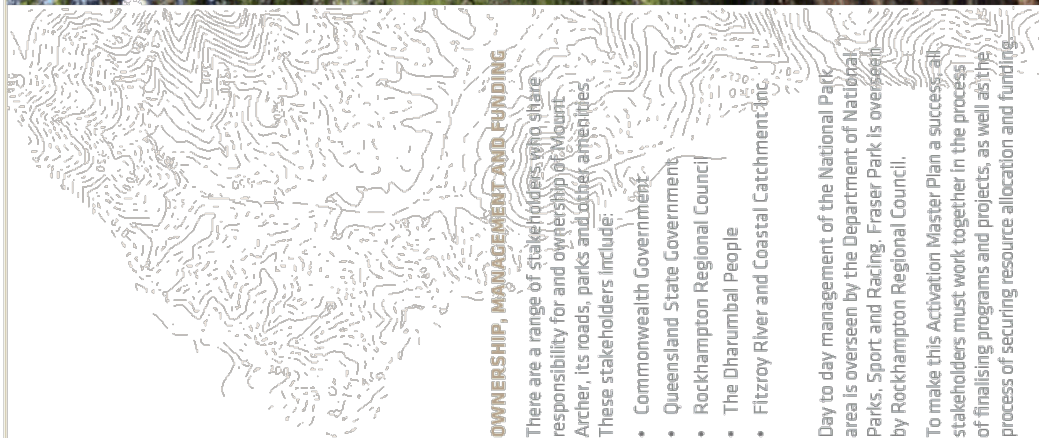 OWNERSHIP, MANAGEMENT AND FUNDING
There are a range of stakeholders who share
responsibility for and ownership of Mount
Archer, its roads, parks and other amenities.
These stakeholders include:
• Commonwealth Government
• Queensland State Government
• Rockhampton Regional Council
• The Dharumbal People
• Fitzroy River and Coastal Catchment Inc.
Day to day management of the National Park
area is overseen by the Department of National
Parks, Sport and Racing. Fraser Park is overseen
by Rockhampton Regional Council.
To make this Activation Master Plan a success all
stakeholders must work together in the process
of finalising programs and projects, as well as the
process of securing resource allocation and funding.